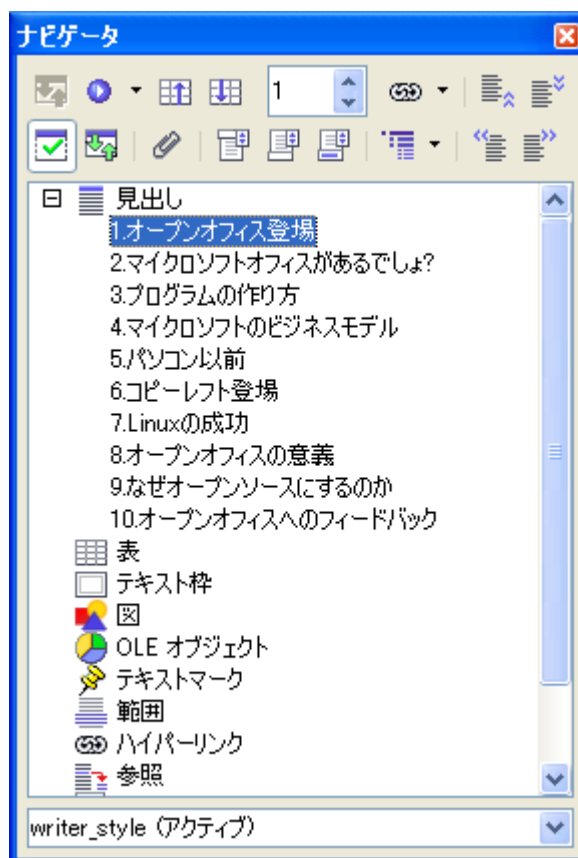 ナビゲータ
1
見出し
1.オープンオフィス登場
2.マイクロソフトオフィスがあるでしょ?
3.プログラムの作り方
4.マイクロソフトのビジネスモデル
5.パソコン以前
6.コピーレフト登場
7.Linuxの成功
8.オープンオフィスの意義
9.なぜオープンソースにするのか
10.オープンオフィスへのフィードバック
表
テキスト枠
図
OLE オブジェクト
テキストマーク
範囲
ハイパーリンク
参照
writer_style (アクティブ)